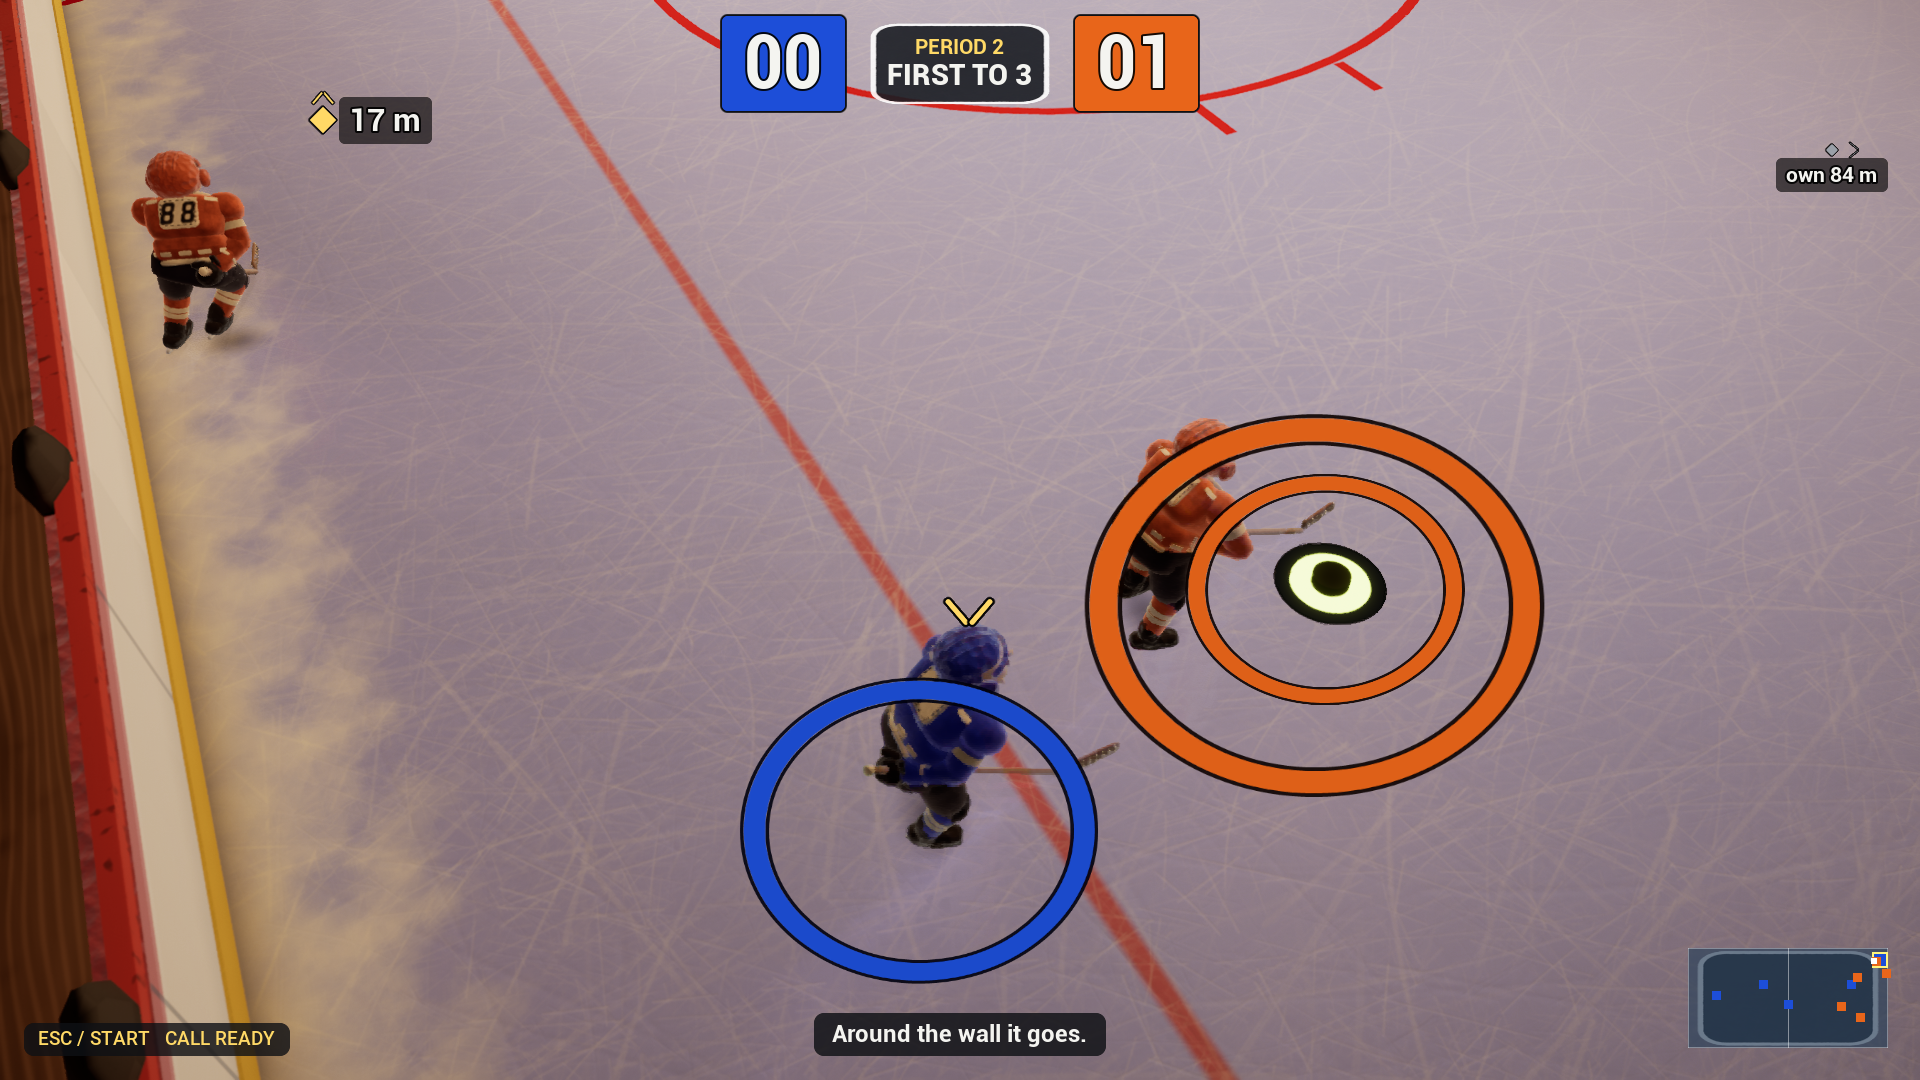 00
PERIOD 2
FIRST TO 3
01
17 m
own 84 m
88
Around the wall it goes.
ESC / START CALL READY